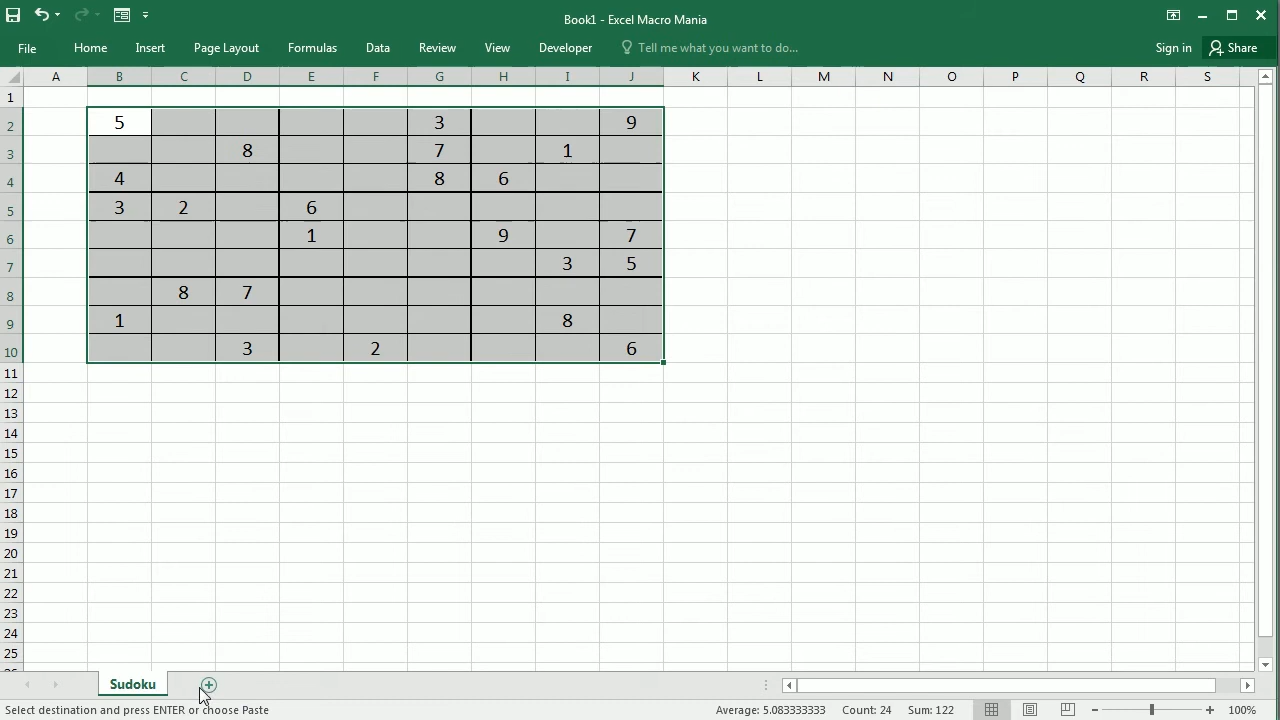 Book1 - Excel Macro Mania
File Home Insert Page Layout Formulas Data Review View Developer Tell me what you want to do... Sign in Share
A B C D E F G H I J K L M N O P Q R S
1
2 5 3 9
3 8 7 1
4 4 8 6
5 3 2 6
6 1 9 7
7 3 5
8 8 7
9 1 8
10 3 2 6
11
12
13
14
15
16
17
18
19
20
21
22
23
24
25
Sudoku
Select destination and press ENTER or choose Paste Average: 5.083333333 Count: 24 Sum: 122 100%